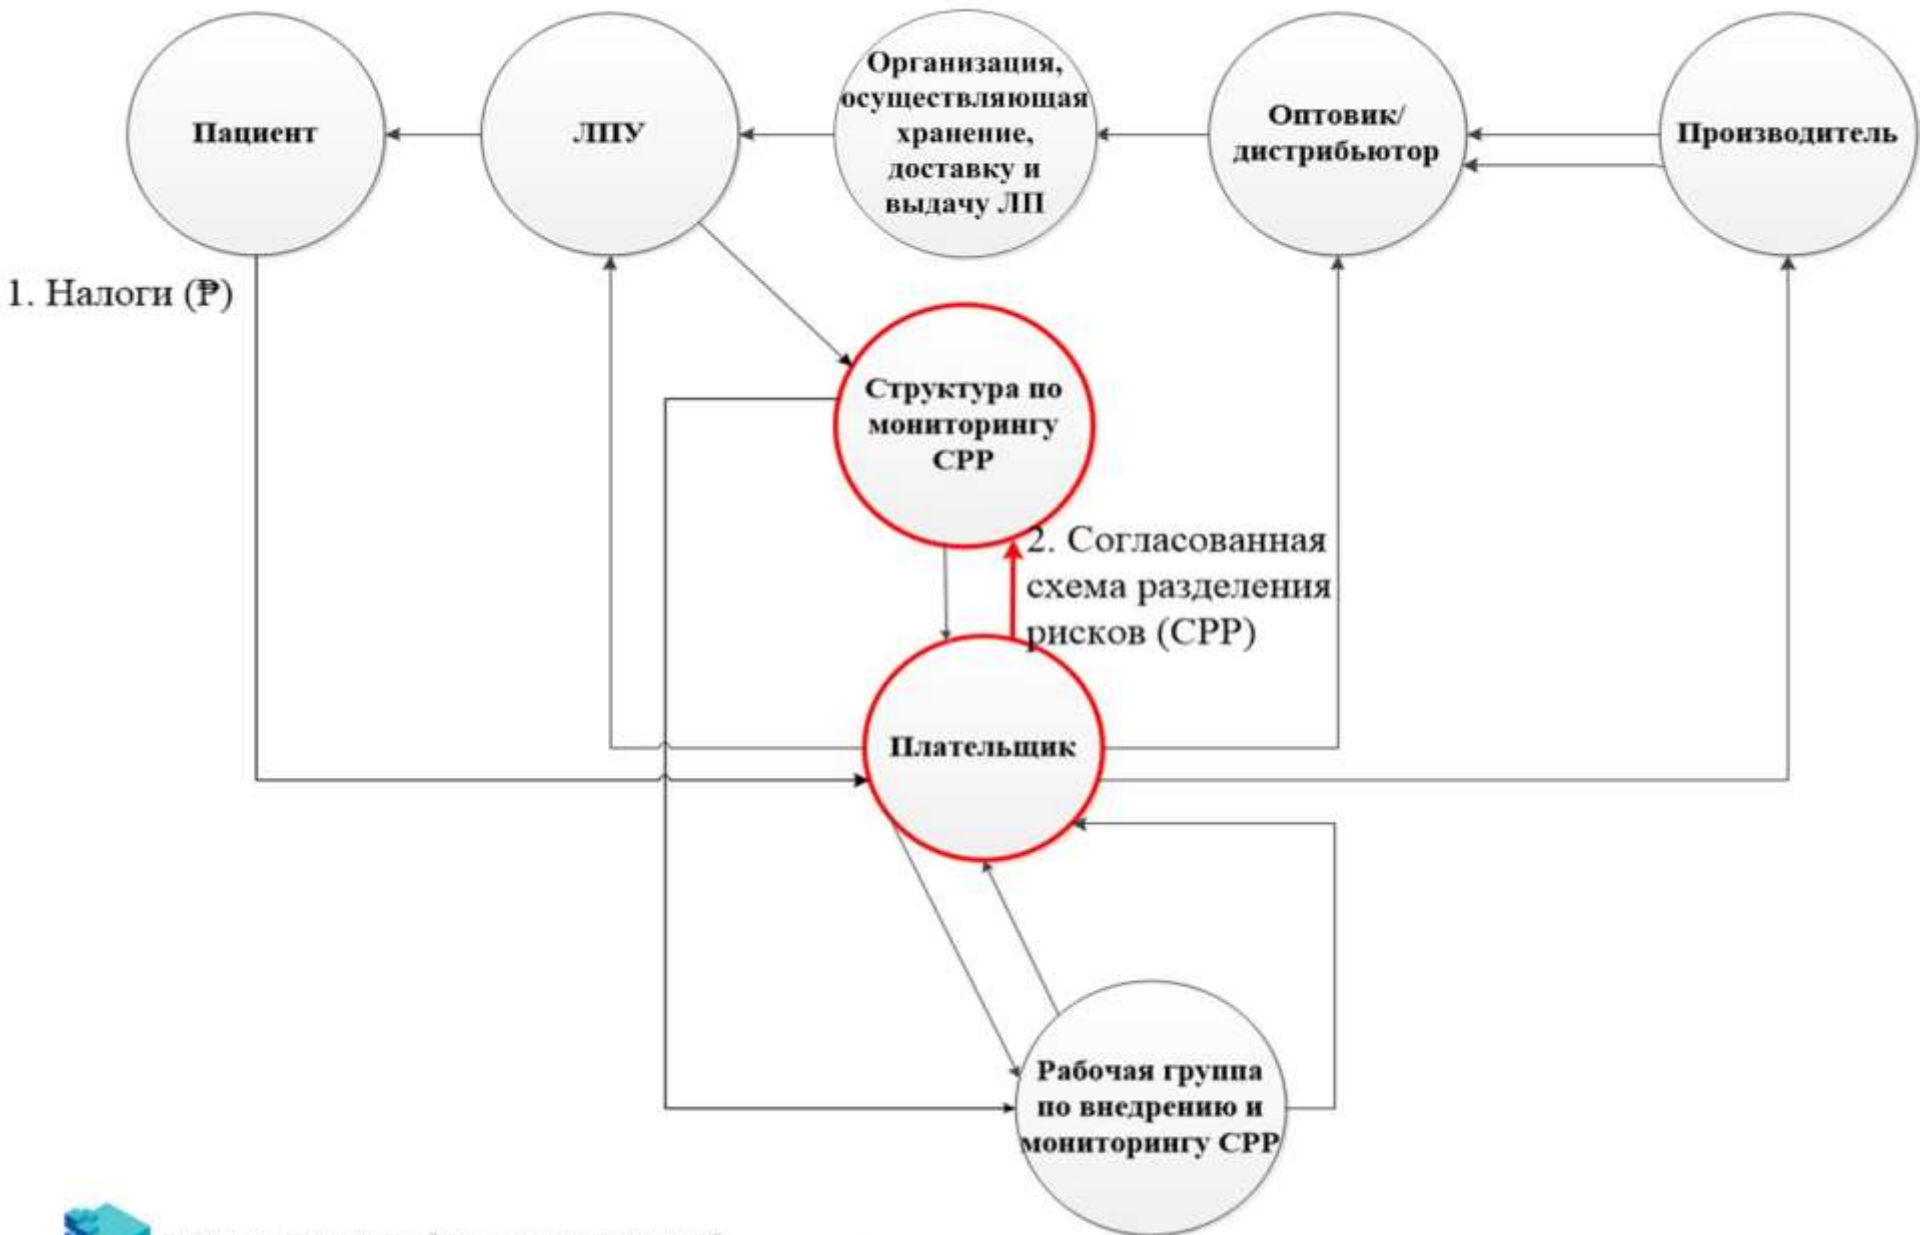 Пациент
ЛПУ
Организация,
осуществляющая
хранение,
доставку и
выдачу ЛП
Оптовик/
дистрибьютор
Производитель
1. Налоги (₽)
Структура по
мониторингу
СРР
2. Согласованная
схема разделения
рисков (СРР)
Плательщик
Рабочая группа
по внедрению и
мониторингу СРР